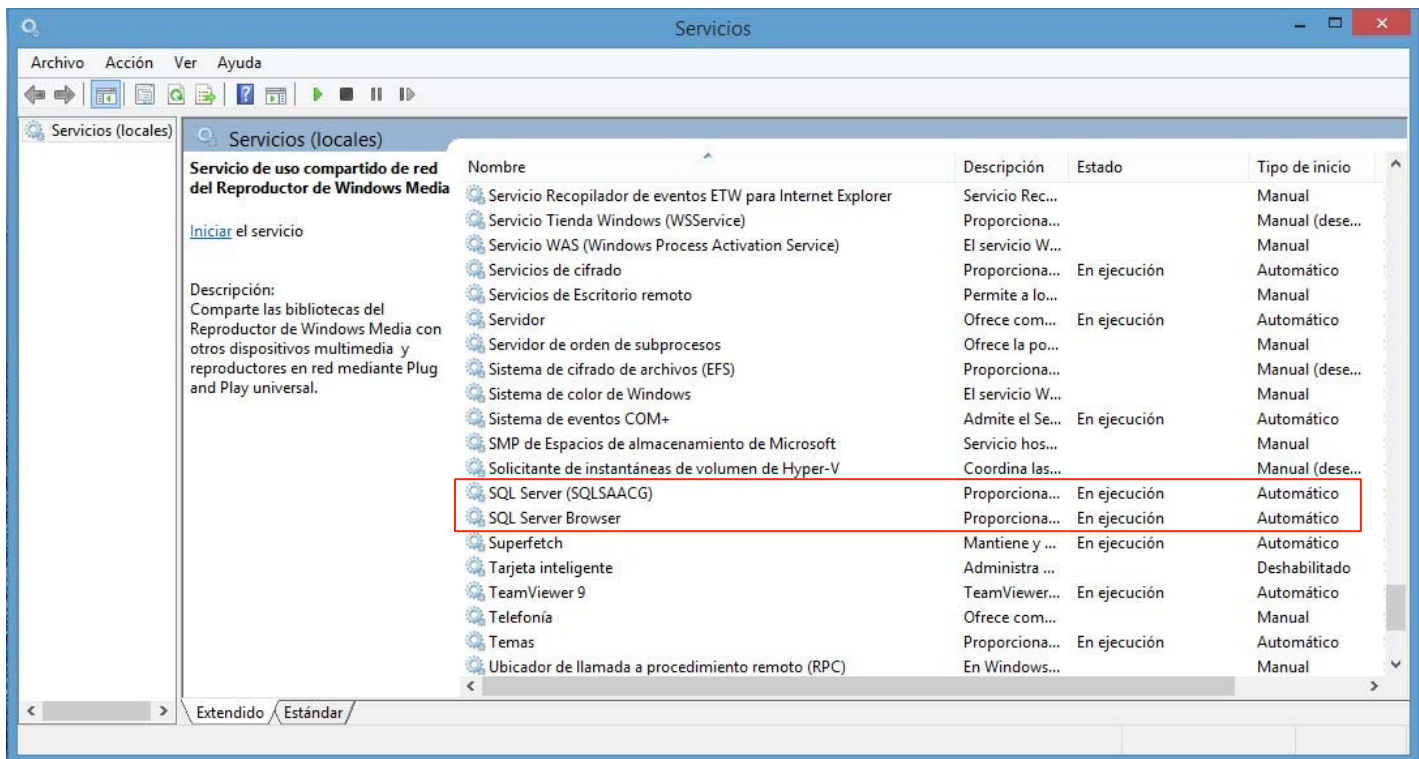 Servicios
Archivo Acción Ver Ayuda
Servicios (locales)
Servicios (locales)
Servicio de uso compartido de red
del Reproductor de Windows Media
Iniciar el servicio
Descripción:
Comparte las bibliotecas del
Reproductor de Windows Media con
otros dispositivos multimedia y
reproductores en red mediante Plug
and Play universal.
Nombre Descripción Estado Tipo de inicio
Servicio Recopilador de eventos ETW para Internet Explorer Servicio Rec... Manual
Servicio Tienda Windows (WSService) Proporciona... Manual (dese...
Servicio WAS (Windows Process Activation Service) El servicio W... Manual
Servicios de cifrado Proporciona... En ejecución Automático
Servicios de Escritorio remoto Permite a lo... Manual
Servidor Ofrece com... En ejecución Automático
Servidor de orden de subprocesos Ofrece la po... Manual
Sistema de cifrado de archivos (EFS) Proporciona... Manual (dese...
Sistema de color de Windows El servicio W... Manual
Sistema de eventos COM+ Admite el Se... En ejecución Automático
SMP de Espacios de almacenamiento de Microsoft Servicio hos... Manual
Solicitante de instantáneas de volumen de Hyper-V Coordina las... Manual (dese...
SQL Server (SQLSAACG) Proporciona... En ejecución Automático
SQL Server Browser Proporciona... En ejecución Automático
Superfetch Mantiene y ... En ejecución Automático
Tarjeta inteligente Administra ... Deshabilitado
TeamViewer 9 TeamViewer... En ejecución Automático
Telefonía Ofrece com... Manual
Temas Proporciona... En ejecución Automático
Ubicador de llamada a procedimiento remoto (RPC) En Windows... Manual
Extendido Estándar